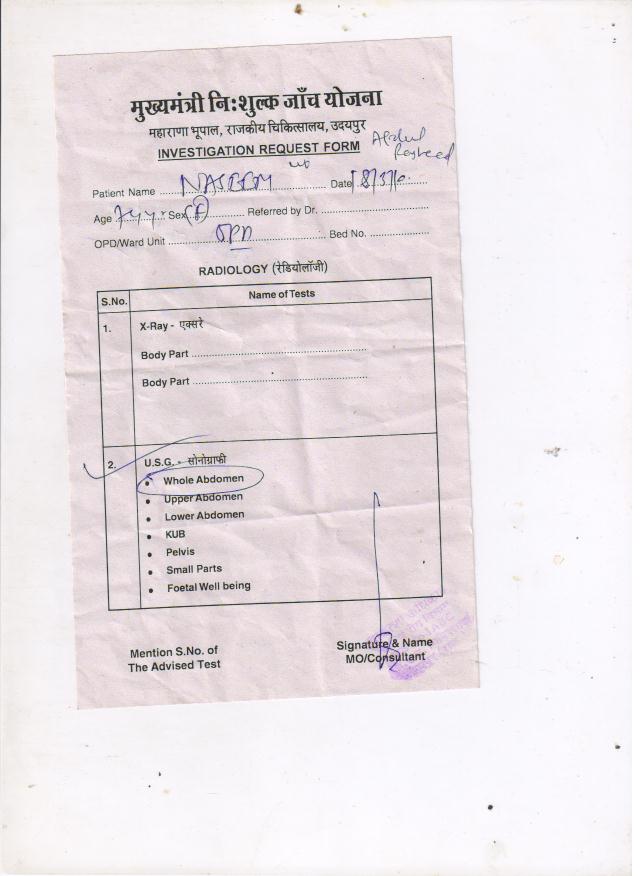 मुख्यमंत्री निःशुल्क जाँच योजना
महाराणा भूपाल, राजकीय चिकित्सालय, उदयपुर
INVESTIGATION REQUEST FORM
Abdul
Patient Name NASEEM Date
Age Sex (F) Referred by Dr.
OPD/Ward Unit OPD Bed No.
RADIOLOGY (रेडियोलॉजी)
S.No. Name of Tests
1. X-Ray - एक्सरे
Body Part
Body Part
2. U.S.G. - सोनोग्राफी
• Whole Abdomen
• Upper Abdomen
• Lower Abdomen
• KUB
• Pelvis
• Small Parts
• Foetal Well being
Mention S.No. of
The Advised Test
Signature & Name
MO/Consultant